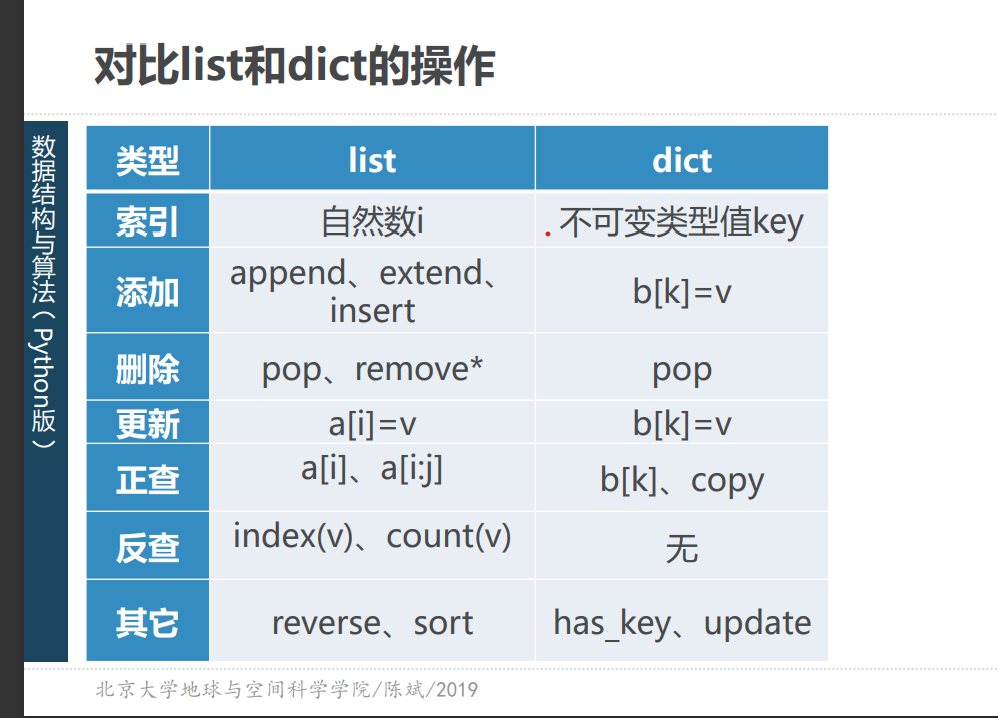 对比list和dict的操作
数据结构与算法（Python版）
类型 list dict
索引 自然数i 不可变类型值key
添加 append、extend、 b[k]=v
insert
删除 pop、remove* pop
更新 a[i]=v b[k]=v
正查 a[i]、a[i:j] b[k]、copy
反查 index(v)、count(v) 无
其它 reverse、sort has_key、update
北京大学地球与空间科学学院/陈斌/2019